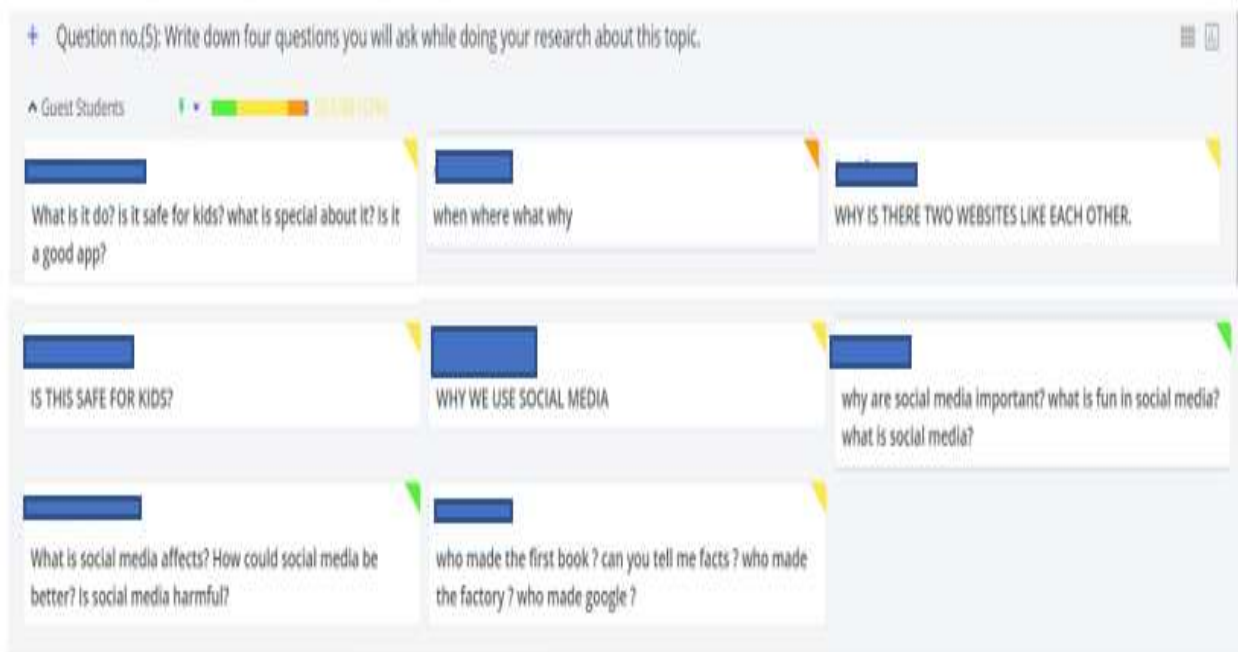 Question no.(5): Write down four questions you will ask while doing your research about this topic.
Guest Students
What is it do? is it safe for kids? what is special about it? Is it
a good app?
when where what why
WHY IS THERE TWO WEBSITES LIKE EACH OTHER.
IS THIS SAFE FOR KIDS?
WHY WE USE SOCIAL MEDIA
why are social media important? what is fun in social media?
what is social media?
What is social media affects? How could social media be
better? Is social media harmful?
who made the first book ? can you tell me facts ? who made
the factory ? who made google ?